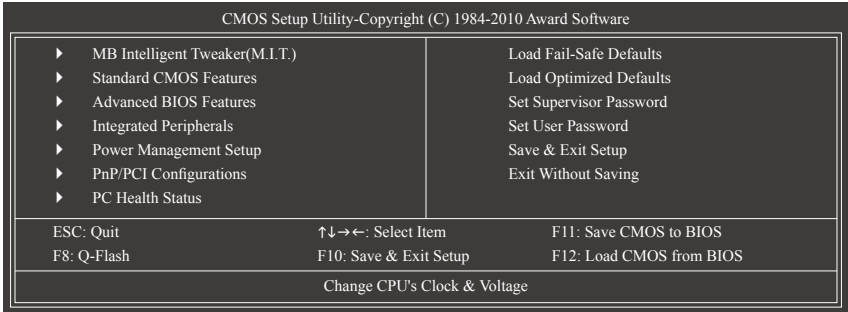 CMOS Setup Utility-Copyright (C) 1984-2010 Award Software
MB Intelligent Tweaker(M.I.T.)
Standard CMOS Features
Advanced BIOS Features
Integrated Peripherals
Power Management Setup
PnP/PCI Configurations
PC Health Status
Load Fail-Safe Defaults
Load Optimized Defaults
Set Supervisor Password
Set User Password
Save & Exit Setup
Exit Without Saving
ESC: Quit ↑↓→←: Select Item F11: Save CMOS to BIOS
F8: Q-Flash F10: Save & Exit Setup F12: Load CMOS from BIOS
Change CPU's Clock & Voltage